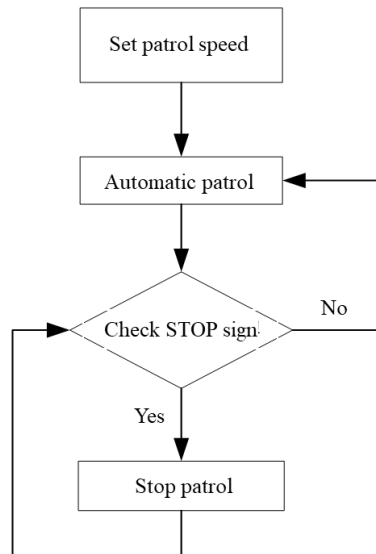 Set patrol speed
Automatic patrol
Check STOP sign
No
Yes
Stop patrol